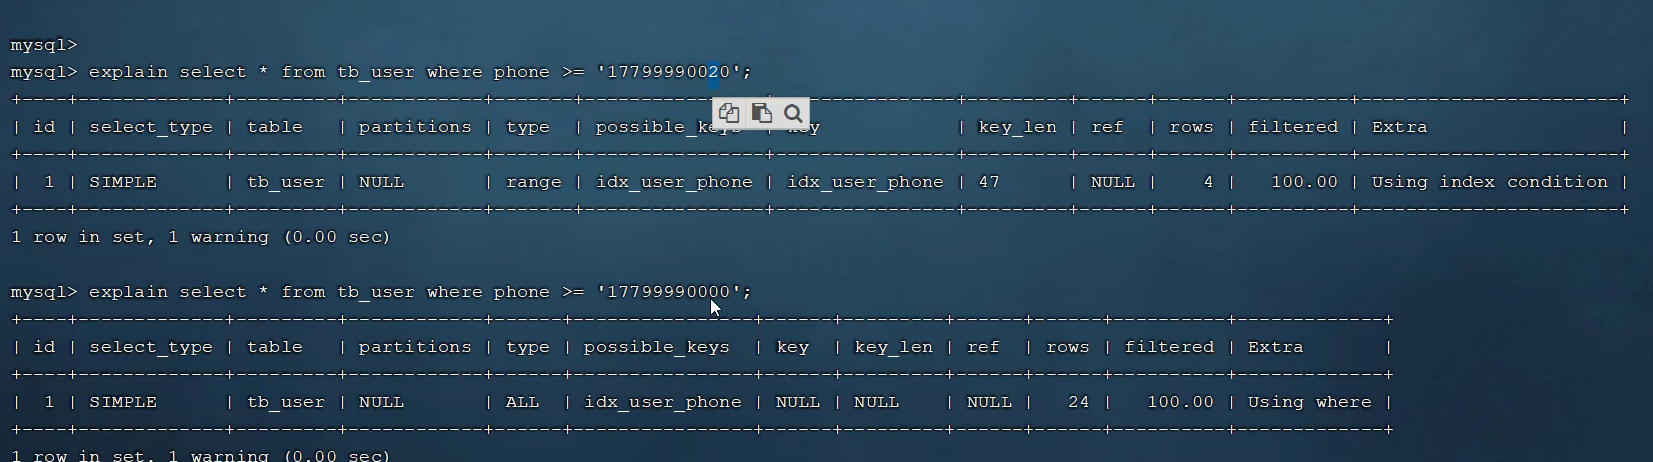 mysql>
mysql> explain select * from tb_user where phone >= '17799990020';
+----+-------------+---------+------------+-------+----------------+----------------+---------+------+------+----------+-----------------------+
| id | select_type | table | partitions | type | possible_keys | key | key_len | ref | rows | filtered | Extra |
+----+-------------+---------+------------+-------+----------------+----------------+---------+------+------+----------+-----------------------+
| 1 | SIMPLE | tb_user | NULL | range | idx_user_phone | idx_user_phone | 47 | NULL | 4 | 100.00 | Using index condition |
+----+-------------+---------+------------+-------+----------------+----------------+---------+------+------+----------+-----------------------+
1 row in set, 1 warning (0.00 sec)
mysql> explain select * from tb_user where phone >= '17799990000';
+----+-------------+---------+------------+------+----------------+------+---------+------+------+----------+-------------+
| id | select_type | table | partitions | type | possible_keys | key | key_len | ref | rows | filtered | Extra |
+----+-------------+---------+------------+------+----------------+------+---------+------+------+----------+-------------+
| 1 | SIMPLE | tb_user | NULL | ALL | idx_user_phone | NULL | NULL | NULL | 24 | 100.00 | Using where |
+----+-------------+---------+------------+------+----------------+------+---------+------+------+----------+-------------+
1 row in set, 1 warning (0.00 sec)